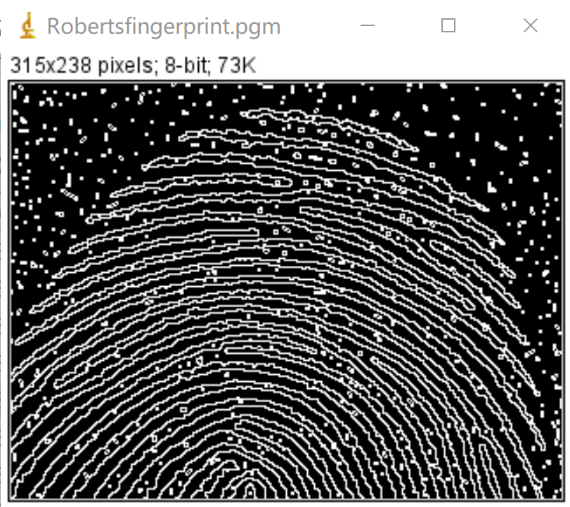 Robertsfingerprint.pgm
315x238 pixels; 8-bit; 73K